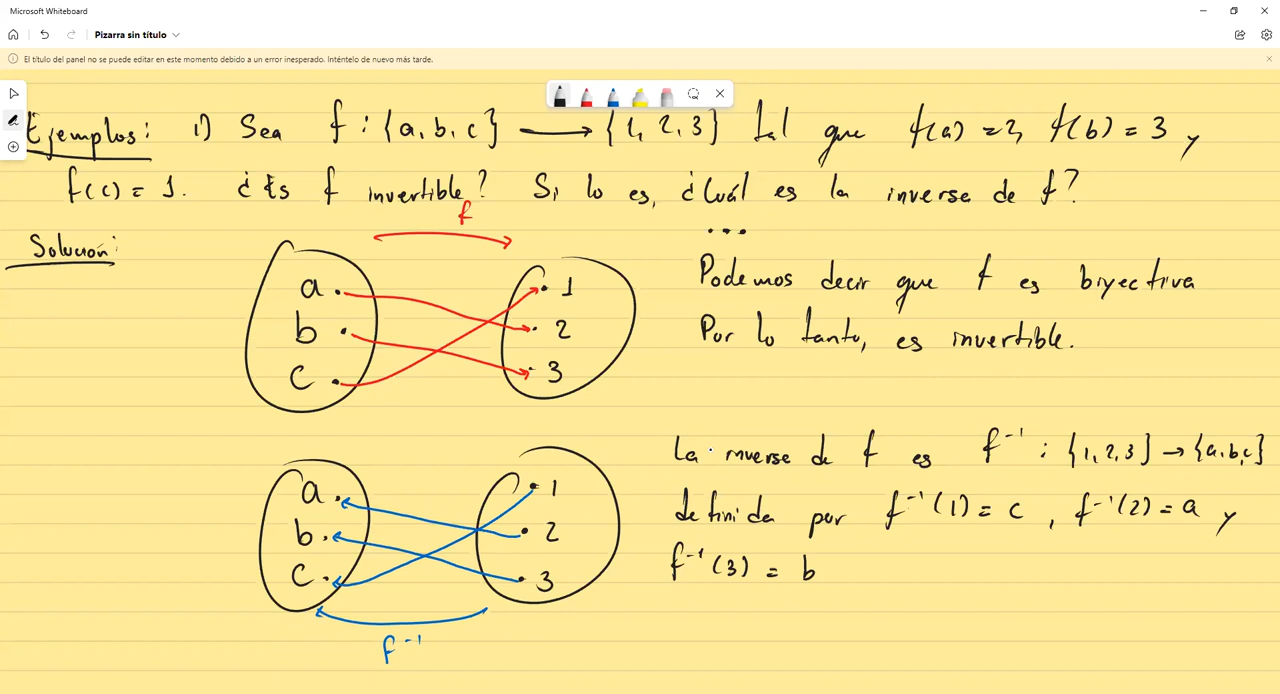 Microsoft Whiteboard
Pizarra sin título
El título del panel no se puede editar en este momento debido a un error inesperado. Inténtelo de nuevo más tarde.
Ejemplos: 1) Sea f : {a, b, c} → {1, 2, 3} tal que f(a) = 2, f(b) = 3 y
f(c) = 1. ¿Es f invertible? Si lo es, ¿Cuál es la inverse de f?
f
Solución:
...
a 1
b 2
c 3
Podemos decir que f es biyectiva
Por lo tanto, es invertible.
a 1
b 2
c 3
f⁻¹
La inverse de f es f⁻¹ : {1, 2, 3} → {a, b, c}
definida por f⁻¹(1) = c, f⁻¹(2) = a y
f⁻¹(3) = b